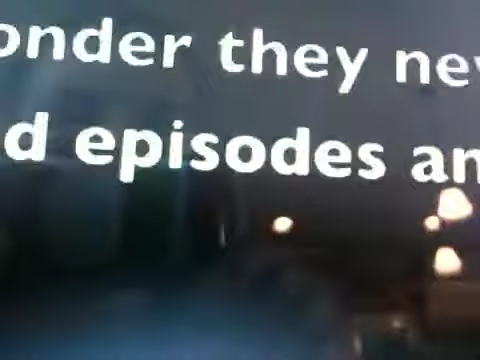 onder they nev
d episodes an